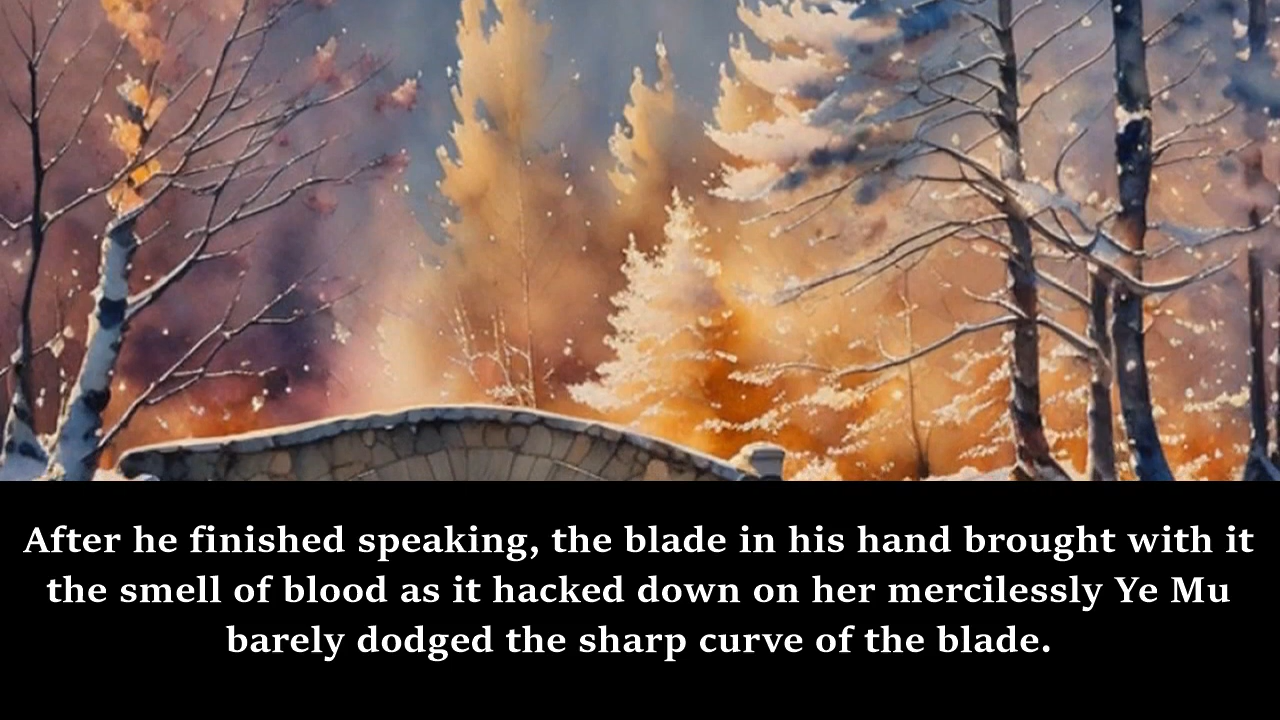 After he finished speaking, the blade in his hand brought with it
the smell of blood as it hacked down on her mercilessly Ye Mu
barely dodged the sharp curve of the blade.